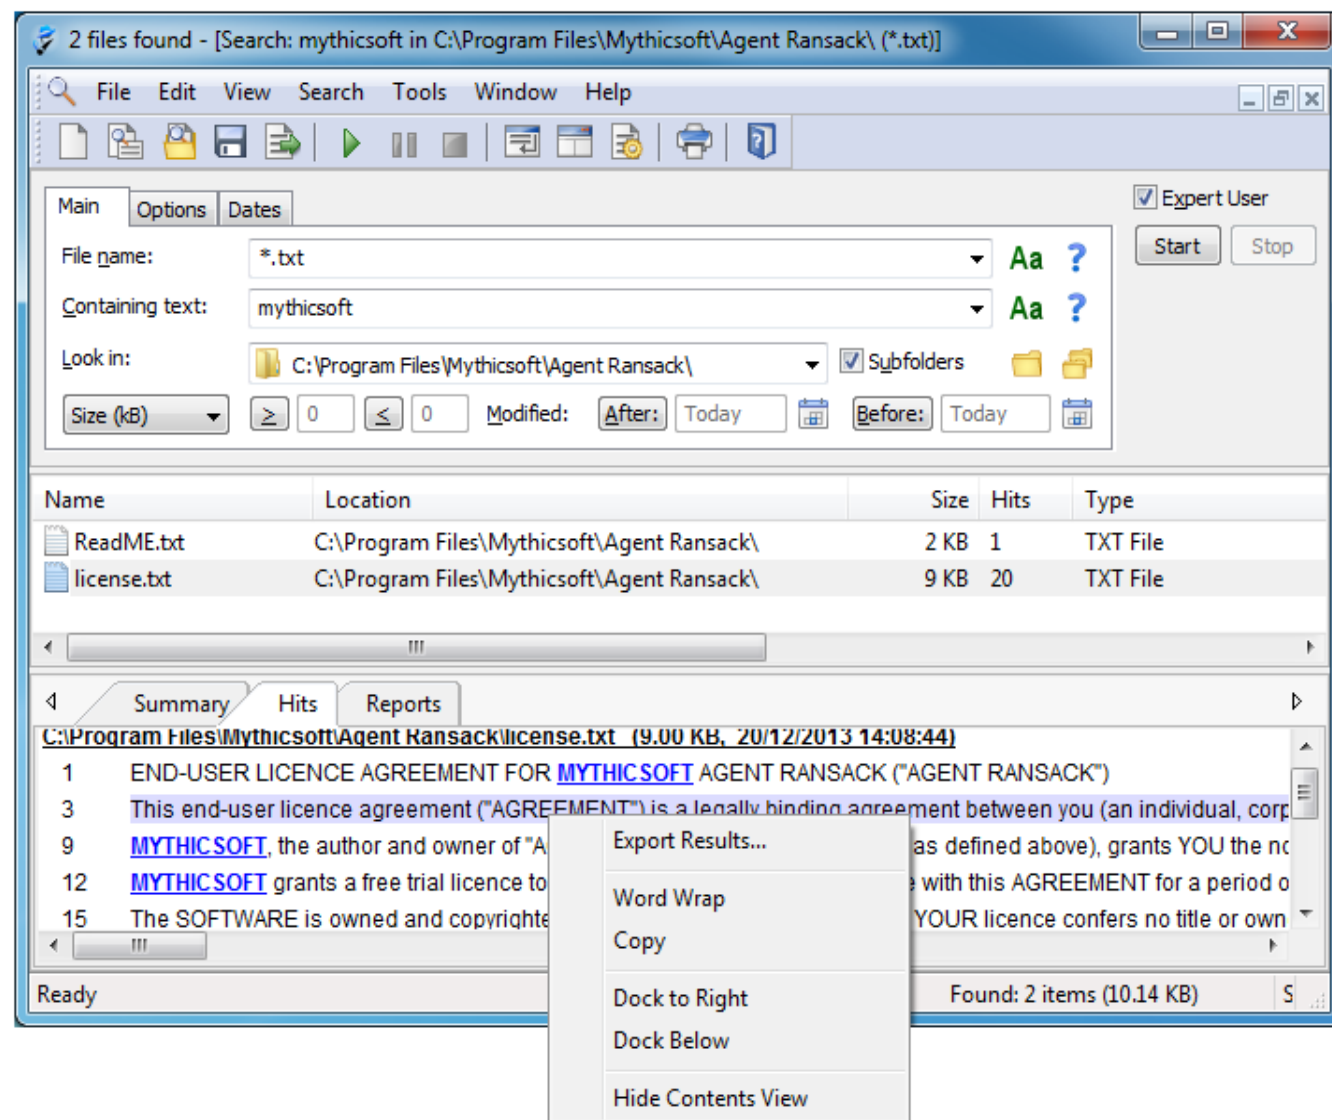 2 files found - [Search: mythicsoft in C:\Program Files\Mythicsoft\Agent Ransack\ (*.txt)]
File Edit View Search Tools Window Help
Main Options Dates
Expert User
File name: *.txt Aa ? Start Stop
Containing text: mythicsoft Aa ?
Look in: C:\Program Files\Mythicsoft\Agent Ransack\ Subfolders
Size (kB) ≥ 0 ≤ 0 Modified: After: Today Before: Today
Name Location Size Hits Type
ReadME.txt C:\Program Files\Mythicsoft\Agent Ransack\ 2 KB 1 TXT File
license.txt C:\Program Files\Mythicsoft\Agent Ransack\ 9 KB 20 TXT File
Summary Hits Reports
C:\Program Files\Mythicsoft\Agent Ransack\license.txt (9.00 KB, 20/12/2013 14:08:44)
1 END-USER LICENCE AGREEMENT FOR MYTHICSOFT AGENT RANSACK ("AGENT RANSACK")
3 This end-user licence agreement ("AGREEMENT") is a legally binding agreement between you (an individual, corp
9 MYTHICSOFT, the author and owner of "A as defined above), grants YOU the no
12 MYTHICSOFT grants a free trial licence to with this AGREEMENT for a period o
15 The SOFTWARE is owned and copyrighte YOUR licence confers no title or own
Export Results...
Word Wrap
Copy
Dock to Right
Dock Below
Hide Contents View
Ready Found: 2 items (10.14 KB) S